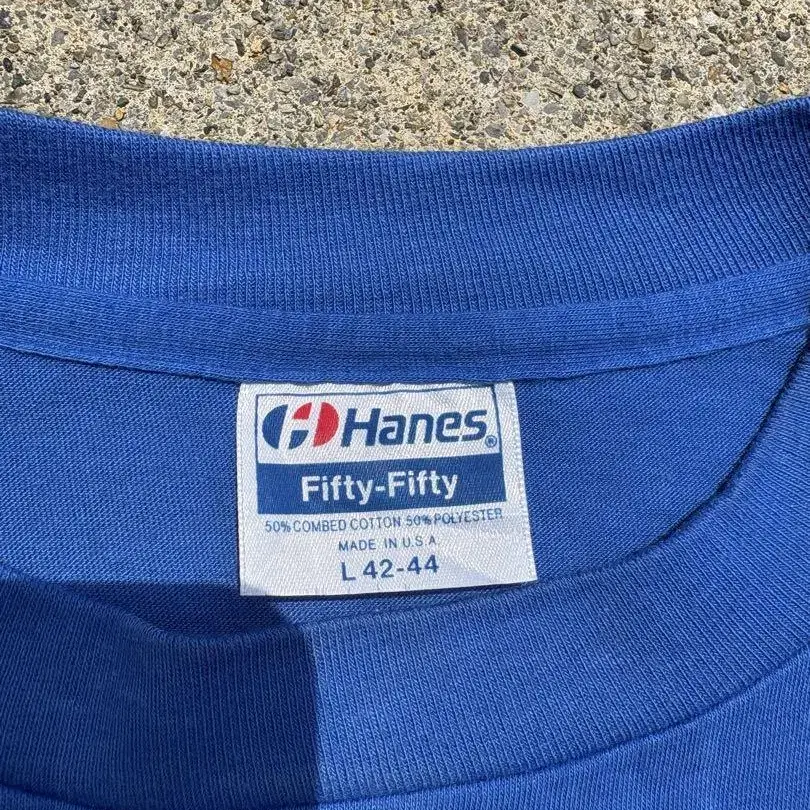 Hanes®
Fifty-Fifty
50% COMBED COTTON 50% POLYESTER
MADE IN U.S.A
L 42-44